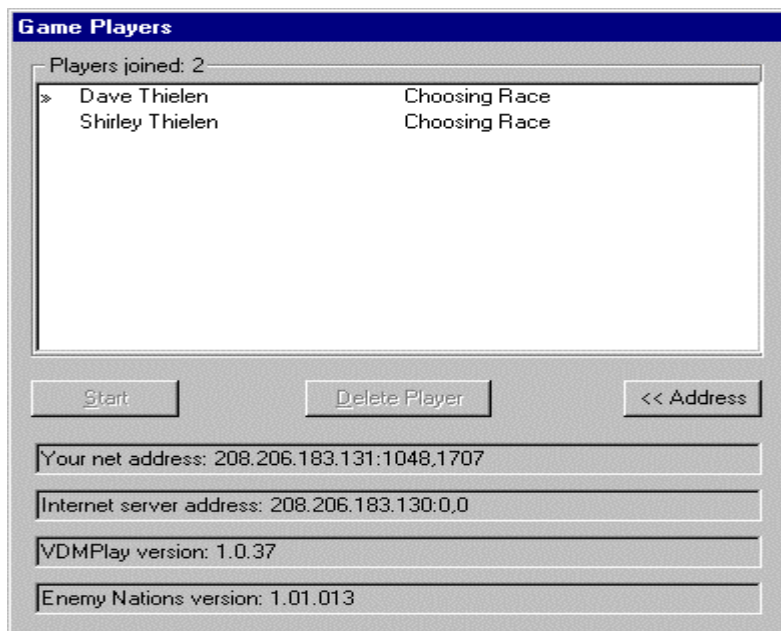 Game Players
Players joined: 2
» Dave Thielen Choosing Race
Shirley Thielen Choosing Race
Start Delete Player << Address
Your net address: 208.206.183.131:1048,1707
Internet server address: 208.206.183.130:0,0
VDMPlay version: 1.0.37
Enemy Nations version: 1.01.013